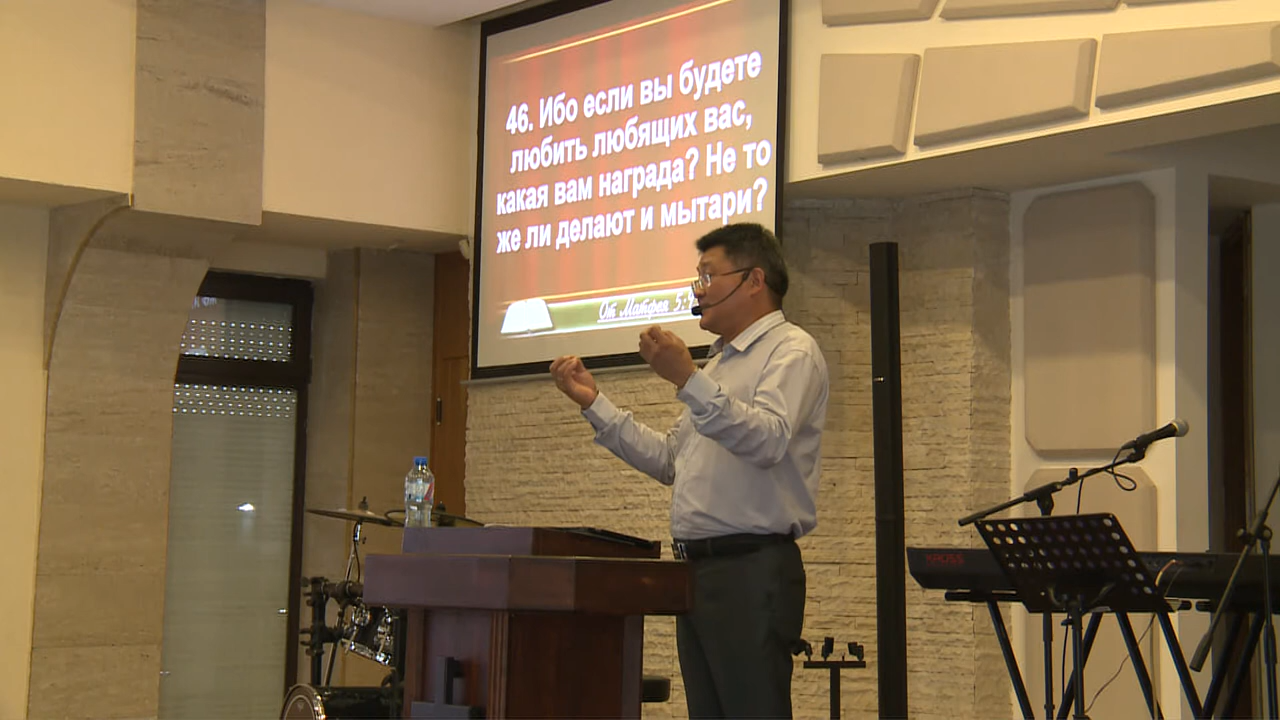 46. Ибо если вы будете
любить любящих вас,
какая вам награда? Не то
же ли делают и мытари?
От Матфея
KROSS